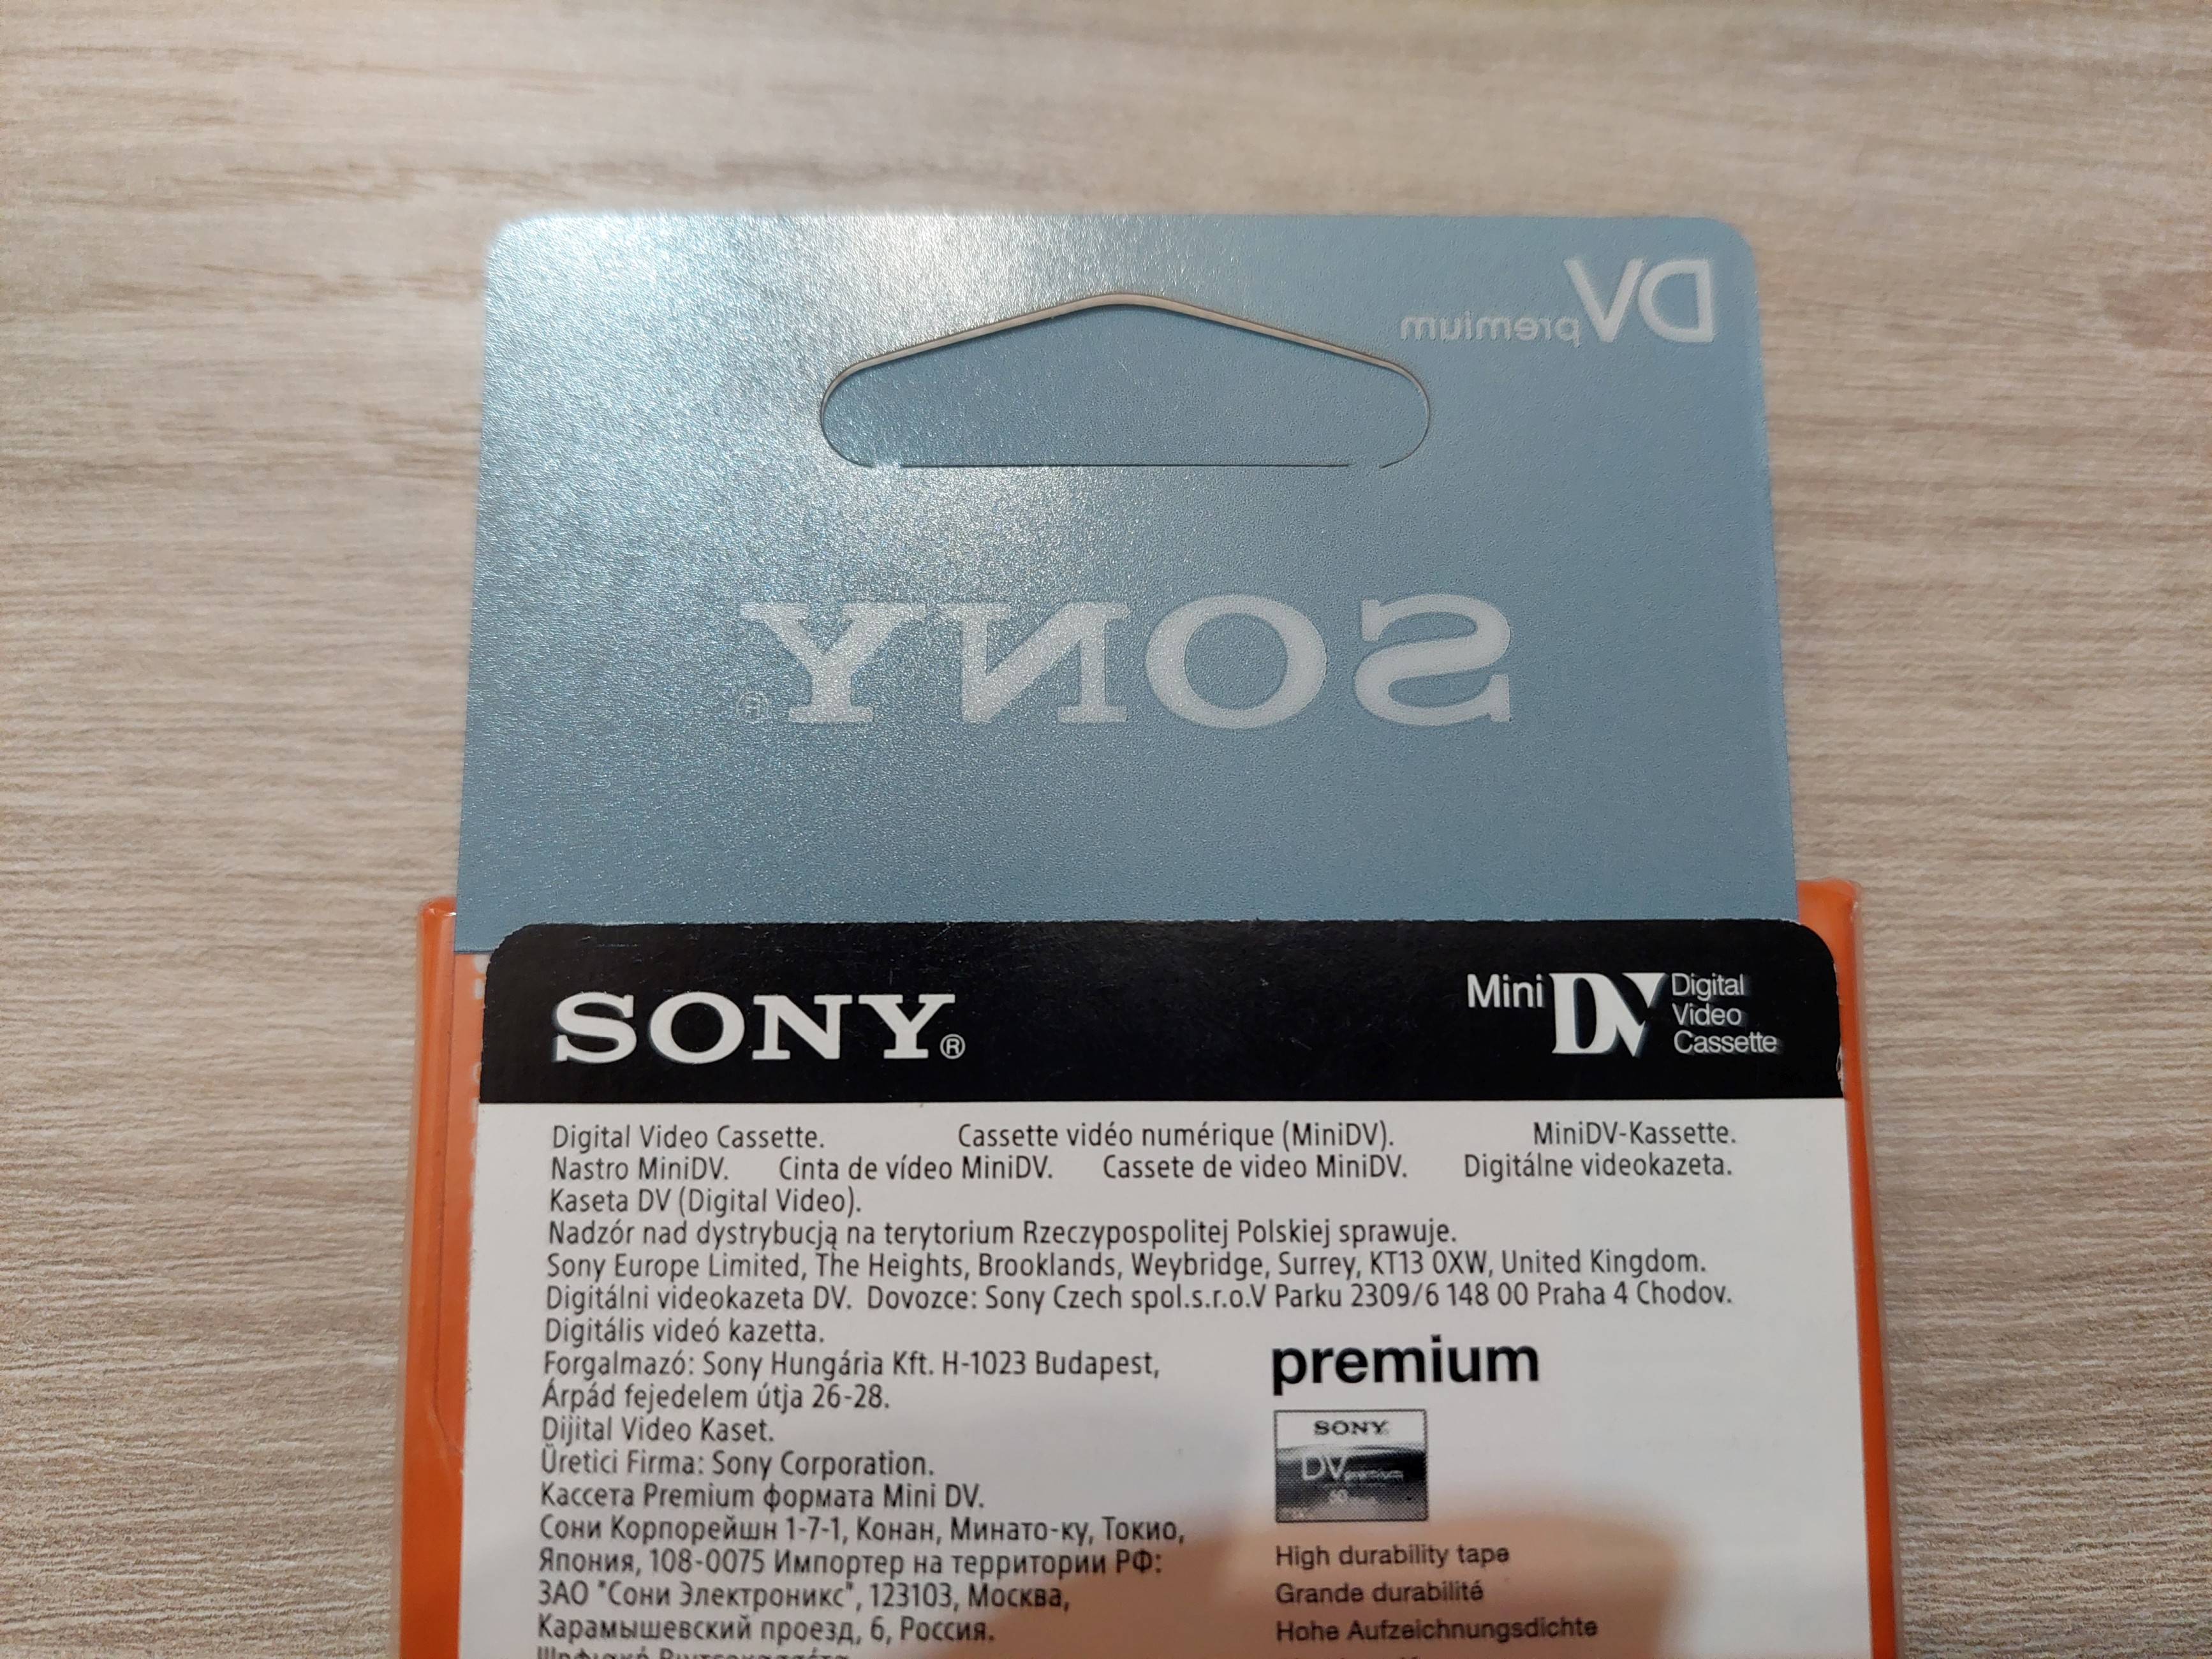 DV premium
SONY®
SONY®
Mini DV Digital Video Cassette
Digital Video Cassette. Cassette vidéo numérique (MiniDV). MiniDV-Kassette.
Nastro MiniDV. Cinta de vídeo MiniDV. Cassete de video MiniDV. Digitálne videokazeta.
Kaseta DV (Digital Video).
Nadzór nad dystrybucją na terytorium Rzeczypospolitej Polskiej sprawuje.
Sony Europe Limited, The Heights, Brooklands, Weybridge, Surrey, KT13 0XW, United Kingdom.
Digitálni videokazeta DV. Dovozce: Sony Czech spol.s.r.o.V Parku 2309/6 148 00 Praha 4 Chodov.
Digitális videó kazetta.
Forgalmazó: Sony Hungária Kft. H-1023 Budapest,
Árpád fejedelem útja 26-28.
Dijital Video Kaset.
Üretici Firma: Sony Corporation.
Кассета Premium формата Mini DV.
Сони Корпорейшн 1-7-1, Конан, Минато-ку, Токио,
Япония, 108-0075 Импортер на территории РФ:
ЗАО "Сони Электроникс", 123103, Москва,
Карамышевский проезд, 6, Россия.
premium
SONY
DV premium
High durability tape
Grande durabilité
Hohe Aufzeichnungsdichte